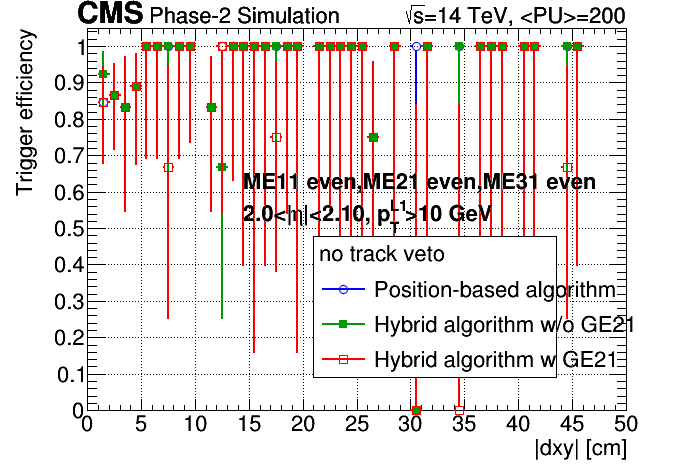 CMS Phase-2 Simulation √s=14 TeV, <PU>=200
Trigger efficiency
1
0.9
0.8
0.7
0.6
0.5
0.4
0.3
0.2
0.1
0
ME11 even,ME21 even,ME31 even
2.0<|η|<2.10, p_T^L1>10 GeV
no track veto
Position-based algorithm
Hybrid algorithm w/o GE21
Hybrid algorithm w GE21
0 5 10 15 20 25 30 35 40 45 50
|dxy| [cm]